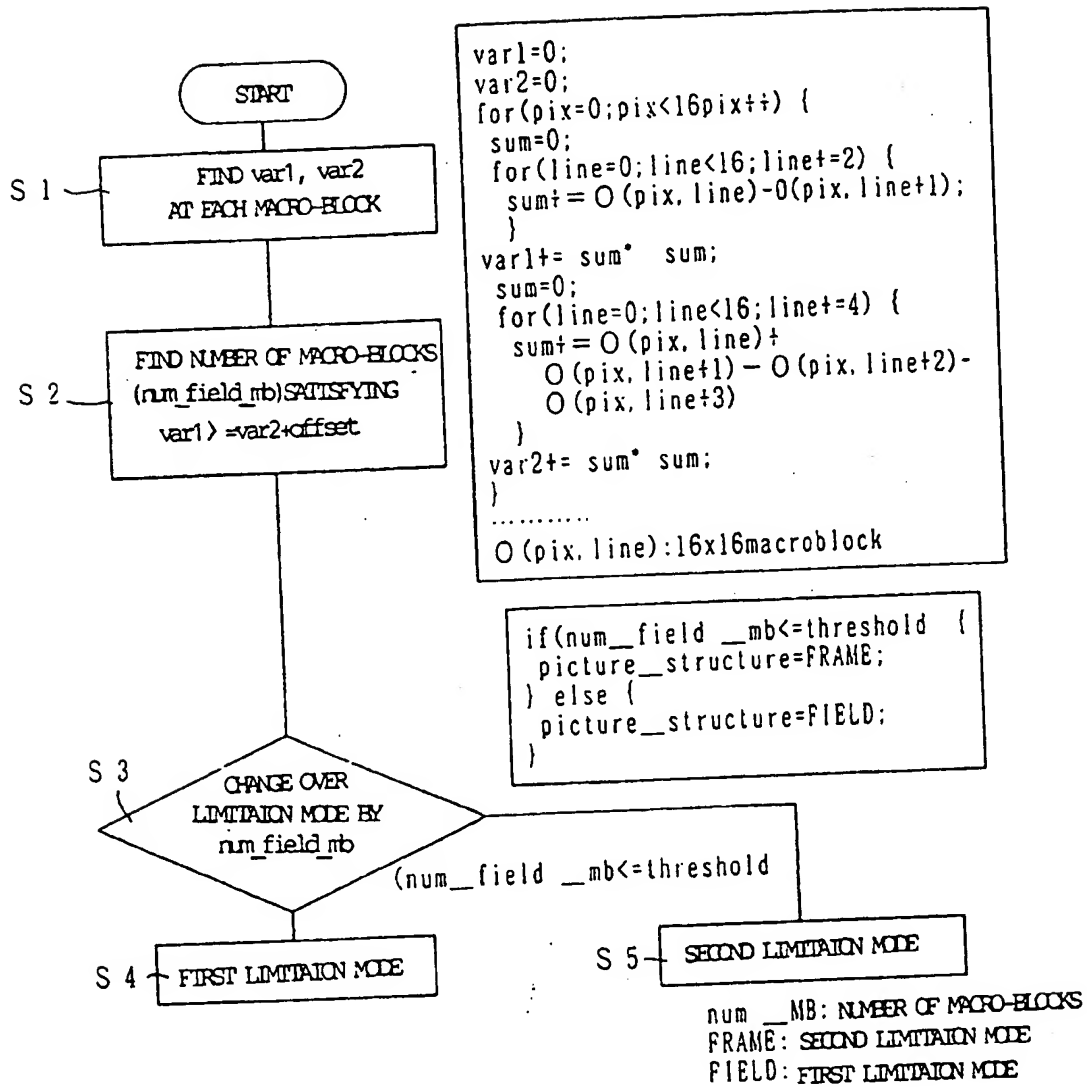 START
S 1
FIND var1, var2
AT EACH MACRO-BLOCK
S 2
FIND NUMBER OF MACRO-BLOCKS
(num_field_mb)SATISFYING
var1> =var2+offset
var1=0;
var2=0;
for(pix=0;pix<16pix++) {
sum=0;
for(line=0;line<16;line+=2) {
sum+= O(pix, line)-O(pix, line+1);
}
var1+= sum* sum;
sum=0;
for(line=0;line<16;line+=4) {
sum+= O(pix, line)+
O(pix, line+1) - O(pix, line+2)-
O(pix, line+3)
}
var2+= sum* sum;
}
...........
O(pix, line):16x16macroblock
if(num__field __mb<=threshold {
picture__structure=FRAME;
} else {
picture__structure=FIELD;
}
S 3
CHANGE OVER
LIMITAION MODE BY
num_field_mb
(num__field __mb<=threshold
S 4
FIRST LIMITAION MODE
S 5
SECOND LIMITAION MODE
num __MB: NUMBER OF MACRO-BLOCKS
FRAME: SECOND LIMITAION MODE
FIELD: FIRST LIMITAION MODE